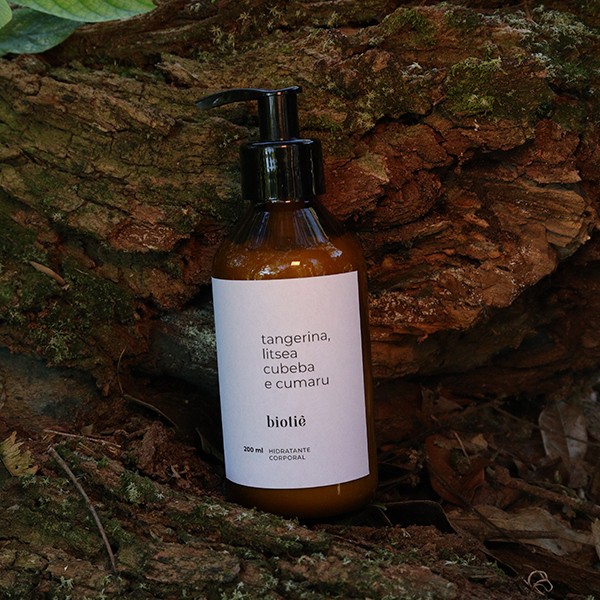 tangerina,
litsea
cubeba
e cumaru
biotiê
200 ml HIDRATANTE
CORPORAL